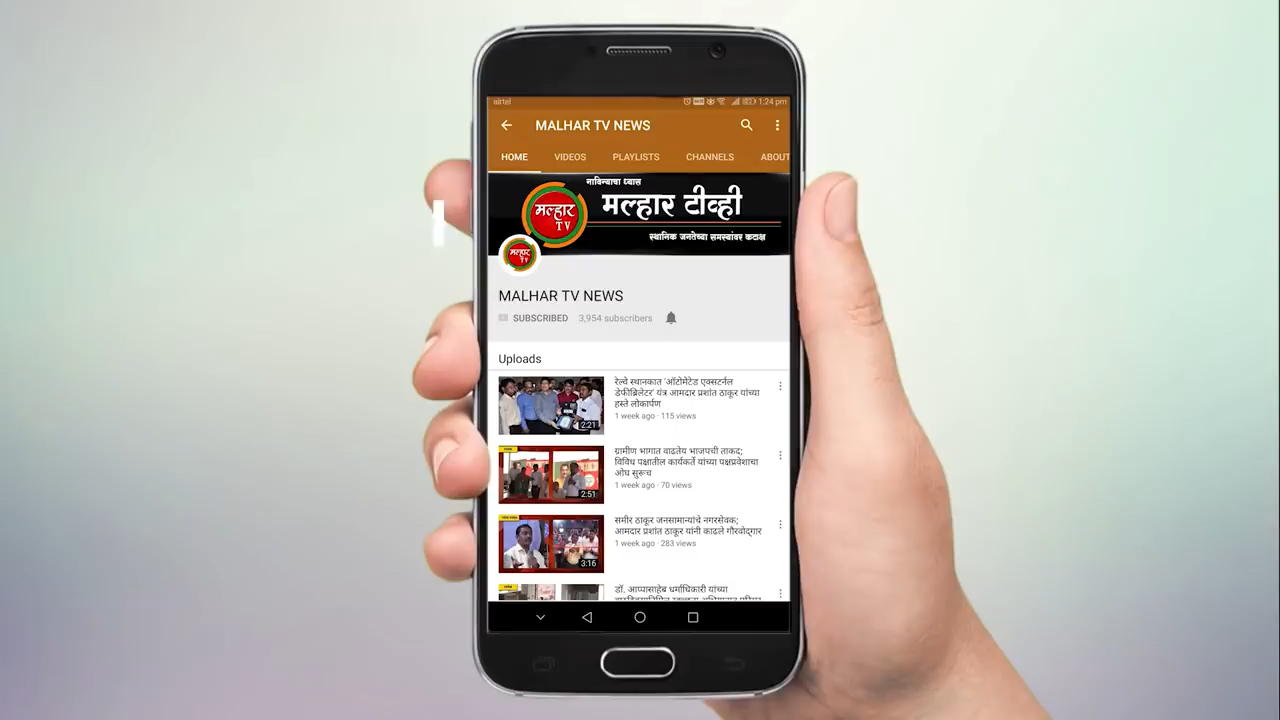 airtel 1:24 pm
MALHAR TV NEWS
HOME VIDEOS PLAYLISTS CHANNELS ABOUT
नाविन्याचा ध्यास
मल्हार टीव्ही
मल्हार
TV
स्थानिक जनतेच्या समस्यांवर कटाक्ष
मल्हार
TV
MALHAR TV NEWS
SUBSCRIBED 3,954 subscribers
Uploads
रेल्वे स्थानकात 'ऑटोमेटेड एक्सटर्नल
डेफीब्रिलेटर' यंत्र आमदार प्रशांत ठाकूर यांच्या
हस्ते लोकार्पण
1 week ago · 115 views
2:21
ग्रामीण भागात वाढतेय भाजपची ताकद;
विविध पक्षातील कार्यकर्ते यांच्या पक्षप्रवेशाचा
ओघ सुरूच
1 week ago · 70 views
2:51
समीर ठाकूर जनसामान्यांचे नगरसेवक;
आमदार प्रशांत ठाकूर यांनी काढले गौरवोद्गार
1 week ago · 283 views
3:16
डॉ. आप्पासाहेब धर्माधिकारी यांच्या